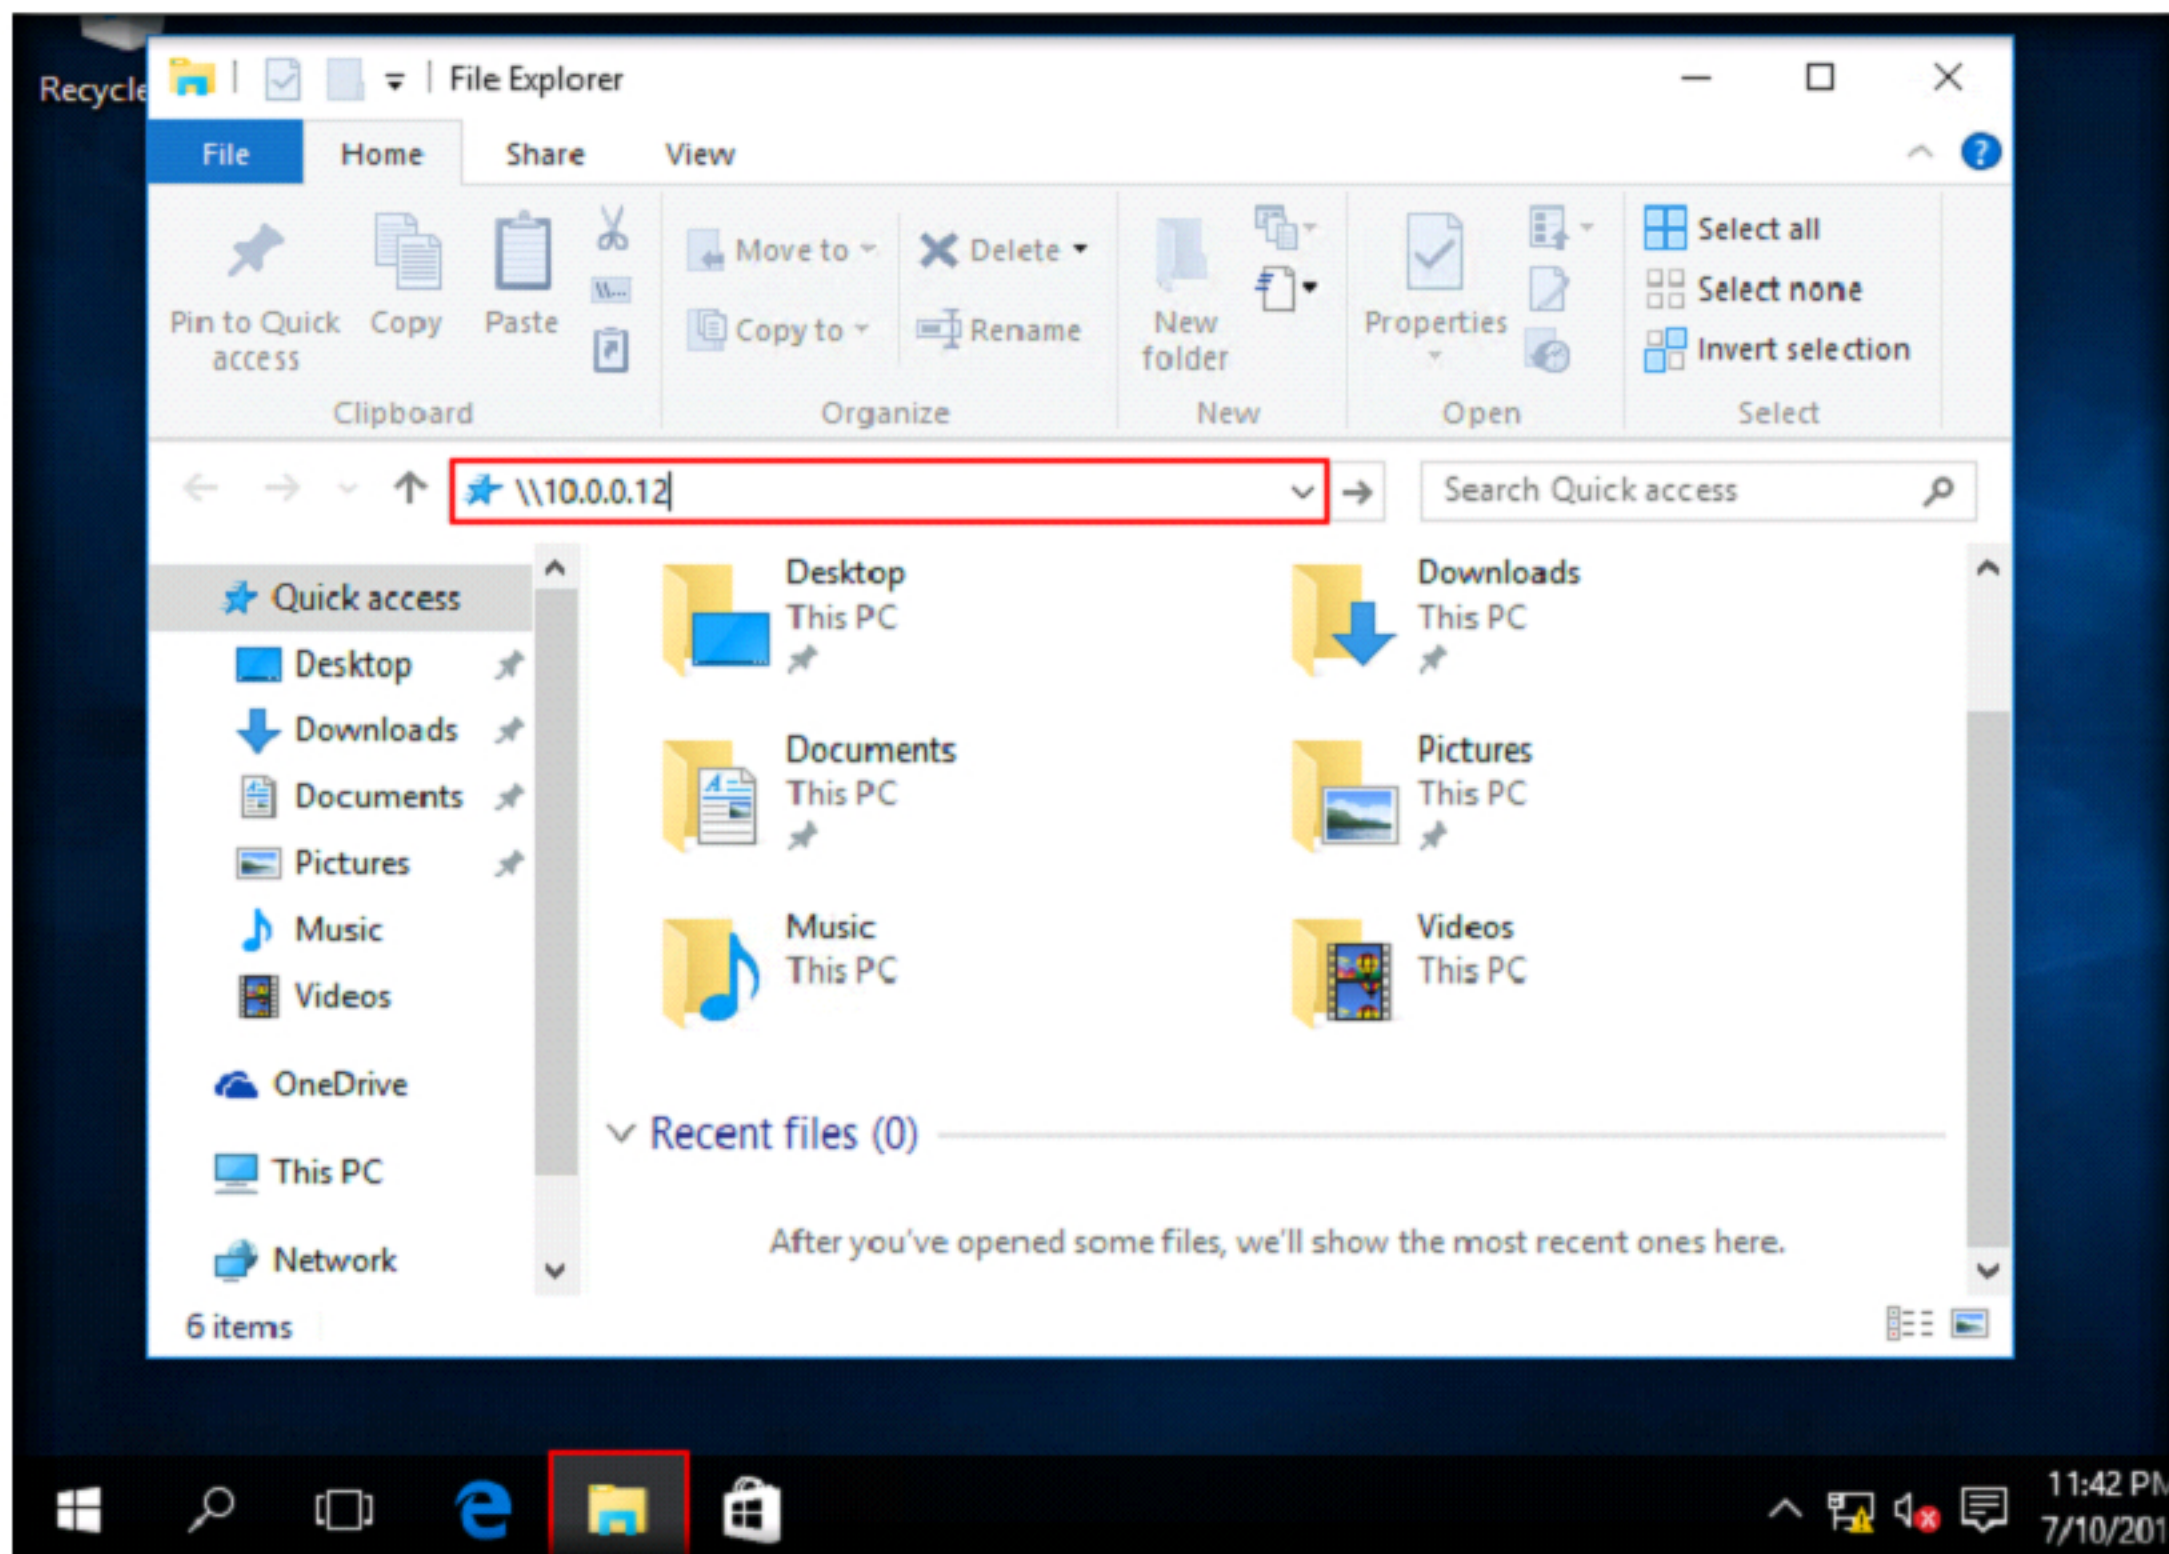 Recycle
File Explorer
File Home Share View
Pin to Quick access
Copy
Paste
Move to
Copy to
Delete
Rename
New folder
Properties
Select all
Select none
Invert selection
Clipboard Organize New Open Select
\\10.0.0.12
Search Quick access
Quick access
Desktop
Downloads
Documents
Pictures
Music
Videos
OneDrive
This PC
Network
Desktop
This PC
Downloads
This PC
Documents
This PC
Pictures
This PC
Music
This PC
Videos
This PC
Recent files (0)
After you've opened some files, we'll show the most recent ones here.
6 items
11:42 PM
7/10/201